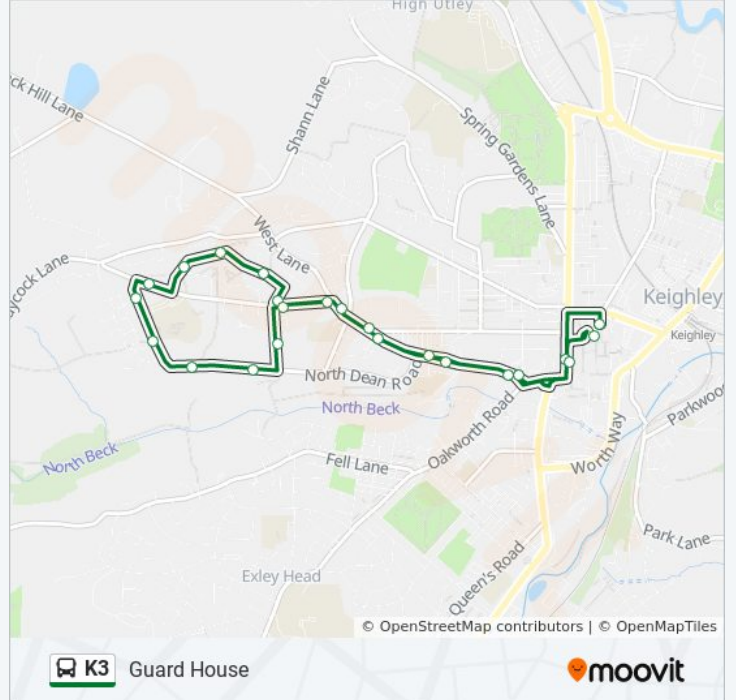 High Utley
ck Hill Lane
Shann Lane
Spring Gardens Lane
West Lane
ycock Lane
Keighley
Keighley
North Dean Road
North Beck
Oakworth Road
North Beck
Fell Lane
Worth Way
Parkwoo
Park Lane
Exley Head
Queen's Road
© OpenStreetMap contributors | © OpenMapTiles
K3 Guard House
moovit